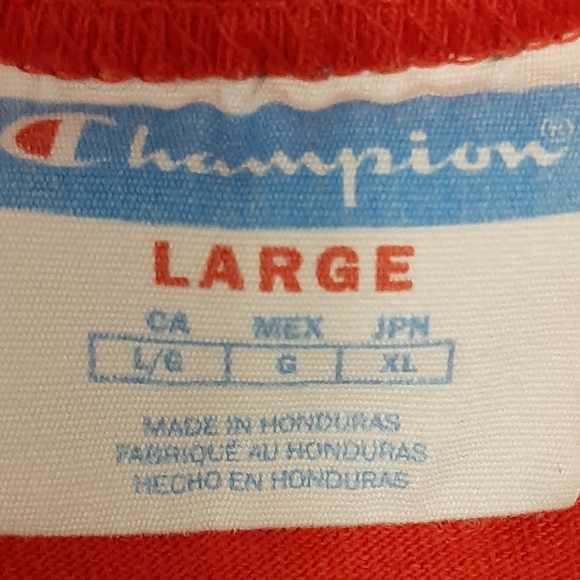 Champion®
LARGE
CA MEX JPN
L/G G XL
MADE IN HONDURAS
FABRIQUÉ AU HONDURAS
HECHO EN HONDURAS